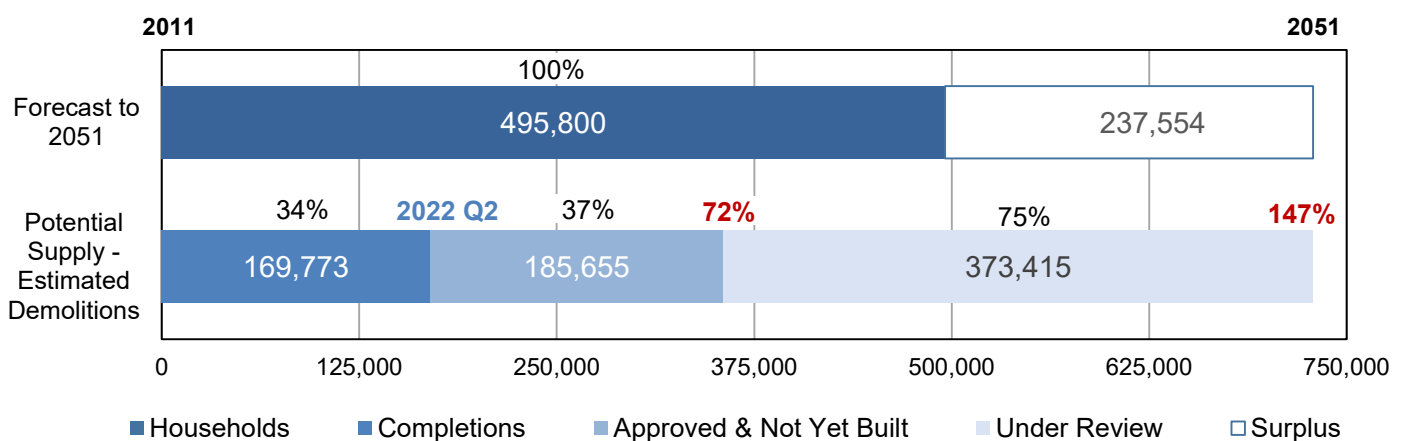 2011 2051
100%
Forecast to
2051
495,800 237,554
34% 2022 Q2 37% 72% 75% 147%
Potential
Supply -
Estimated
Demolitions
169,773 185,655 373,415
0 125,000 250,000 375,000 500,000 625,000 750,000
Households Completions Approved & Not Yet Built Under Review Surplus